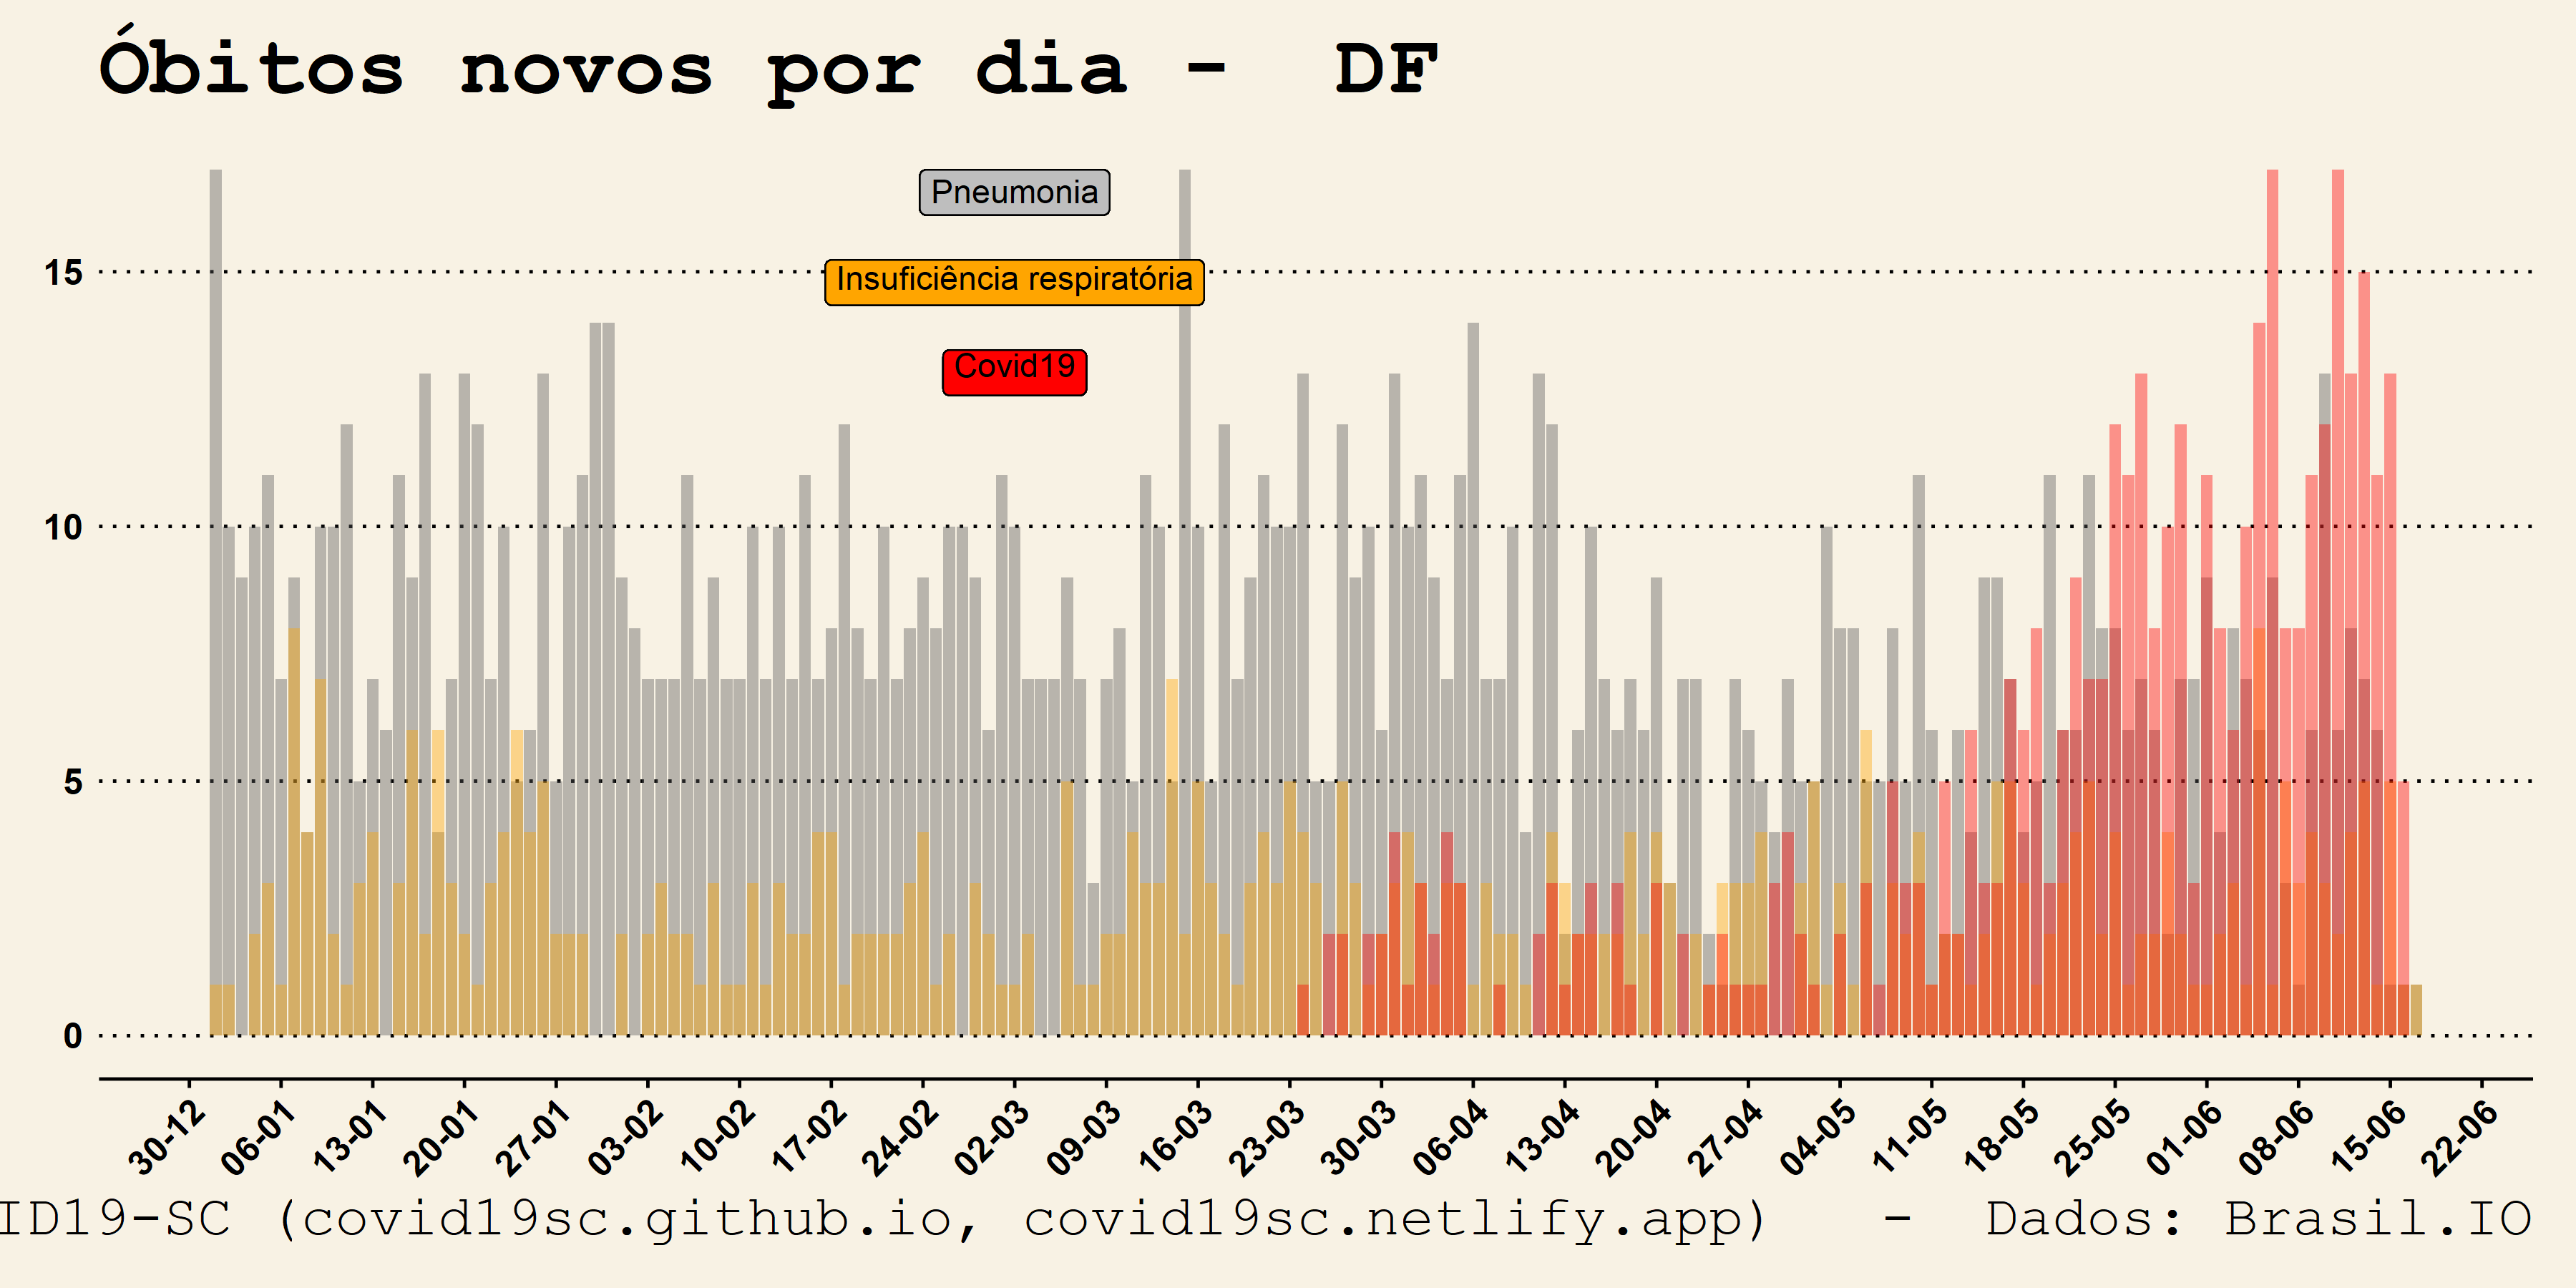 Óbitos novos por dia - DF
Pneumonia
15
Insuficiência respiratória
Covid19
10
5
0
30-12 06-01 13-01 20-01 27-01 03-02 10-02 17-02 24-02 02-03 09-03 16-03 23-03 30-03 06-04 13-04 20-04 27-04 04-05 11-05 18-05 25-05 01-06 08-06 15-06 22-06
ID19-SC (covid19sc.github.io, covid19sc.netlify.app) - Dados: Brasil.IO